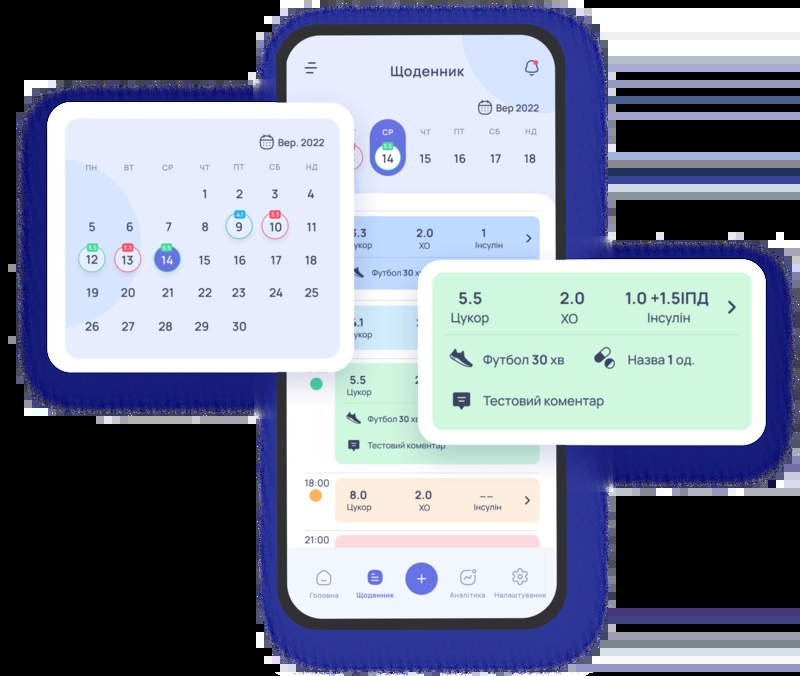 Щоденник
Вер 2022
СР ЧТ ПТ СБ НД
5.5
14 15 16 17 18
Вер. 2022
ПН ВТ СР ЧТ ПТ СБ НД
1 2 3 4
4.1 3.3
5 6 7 8 9 10 11
5.5 3.3 5.5
12 13 14 15 16 17 18
19 20 21 22 23 24 25
26 27 28 29 30
3.3 2.0 1
ХО Інсулін
Футбол 30
5.5 2.0 1.0 +1.5ІПД
Цукор ХО Інсулін
Футбол 30 хв Назва 1 од.
Тестовий коментар
5.5
Цукор
Футбол 30 хв
Тестовий коментар
18:00
8.0 2.0 ––
Цукор ХО Інсулін
21:00
Головна Щоденник + Аналітика Налаштування